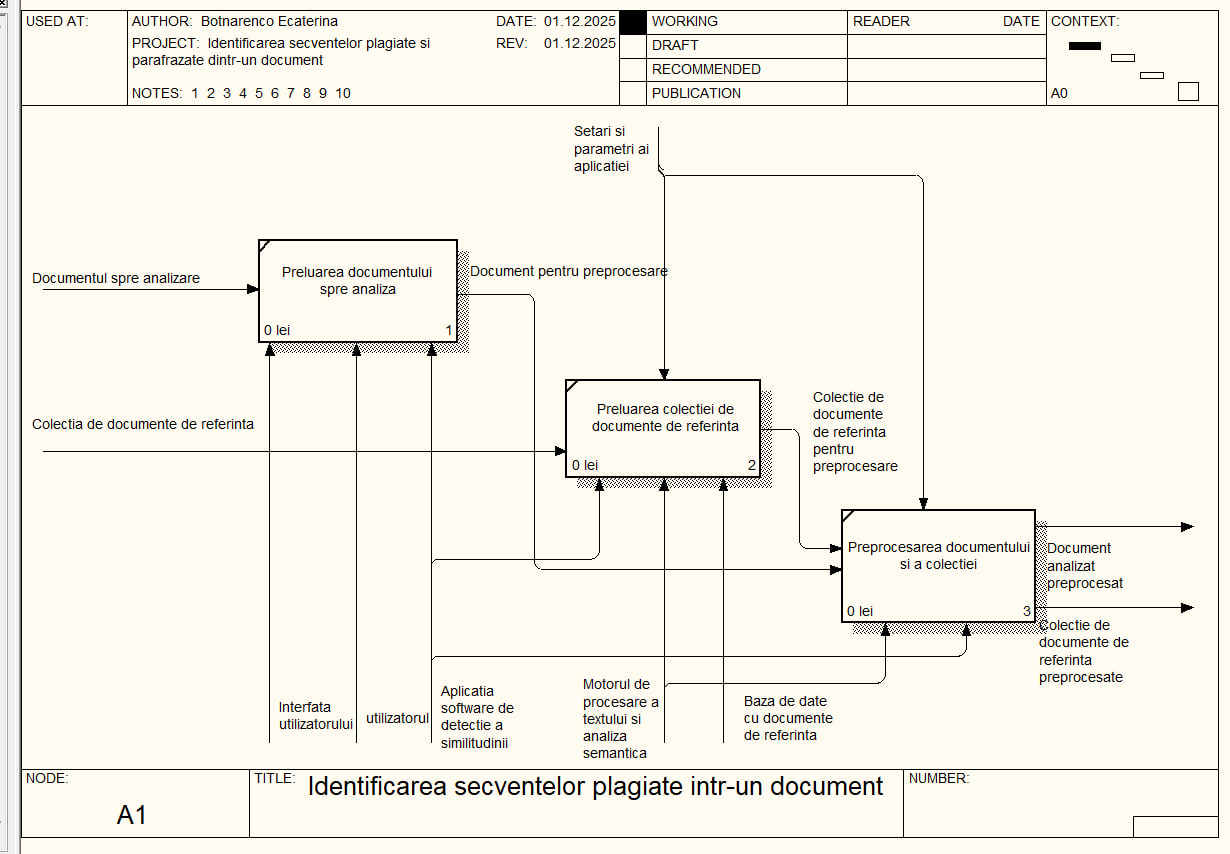 USED AT:
AUTHOR: Botnarenco Ecaterina
DATE: 01.12.2025
PROJECT: Identificarea secventelor plagiate si
parafrazate dintr-un document
REV: 01.12.2025
NOTES: 1 2 3 4 5 6 7 8 9 10
WORKING
DRAFT
RECOMMENDED
PUBLICATION
READER
DATE
CONTEXT:
A0
Setari si
parametri ai
aplicatiei
Documentul spre analizare
Preluarea documentului
spre analiza
0 lei
1
Document pentru preprocesare
Colectia de documente de referinta
Preluarea colectiei de
documente de referinta
0 lei
2
Colectie de
documente
de referinta
pentru
preprocesare
Preprocesarea documentului
si a colectiei
0 lei
3
Document
analizat
preprocesat
Colectie de
documente de
referinta
preprocesate
Interfata
utilizatorului
utilizatorul
Aplicatia
software de
detectie a
similitudinii
Motorul de
procesare a
textului si
analiza
semantica
Baza de date
cu documente
de referinta
NODE:
A1
TITLE:
Identificarea secventelor plagiate intr-un document
NUMBER: